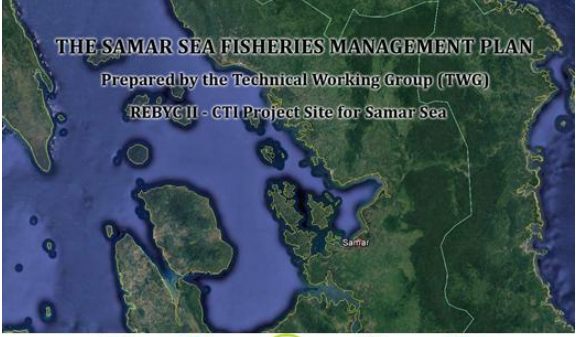 THE SAMAR SEA FISHERIES MANAGEMENT PLAN
Prepared by the Technical Working Group (TWG)
REBYC II - CTI Project Site for Samar Sea
Samar